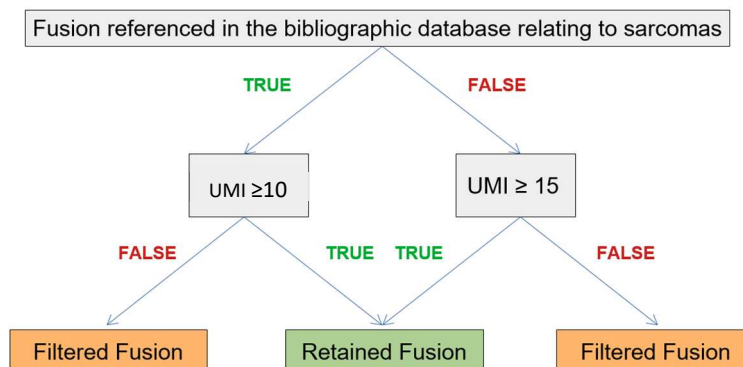 Fusion referenced in the bibliographic database relating to sarcomas
TRUE
FALSE
UMI ≥10
UMI ≥ 15
FALSE
TRUE
TRUE
FALSE
Filtered Fusion
Retained Fusion
Filtered Fusion